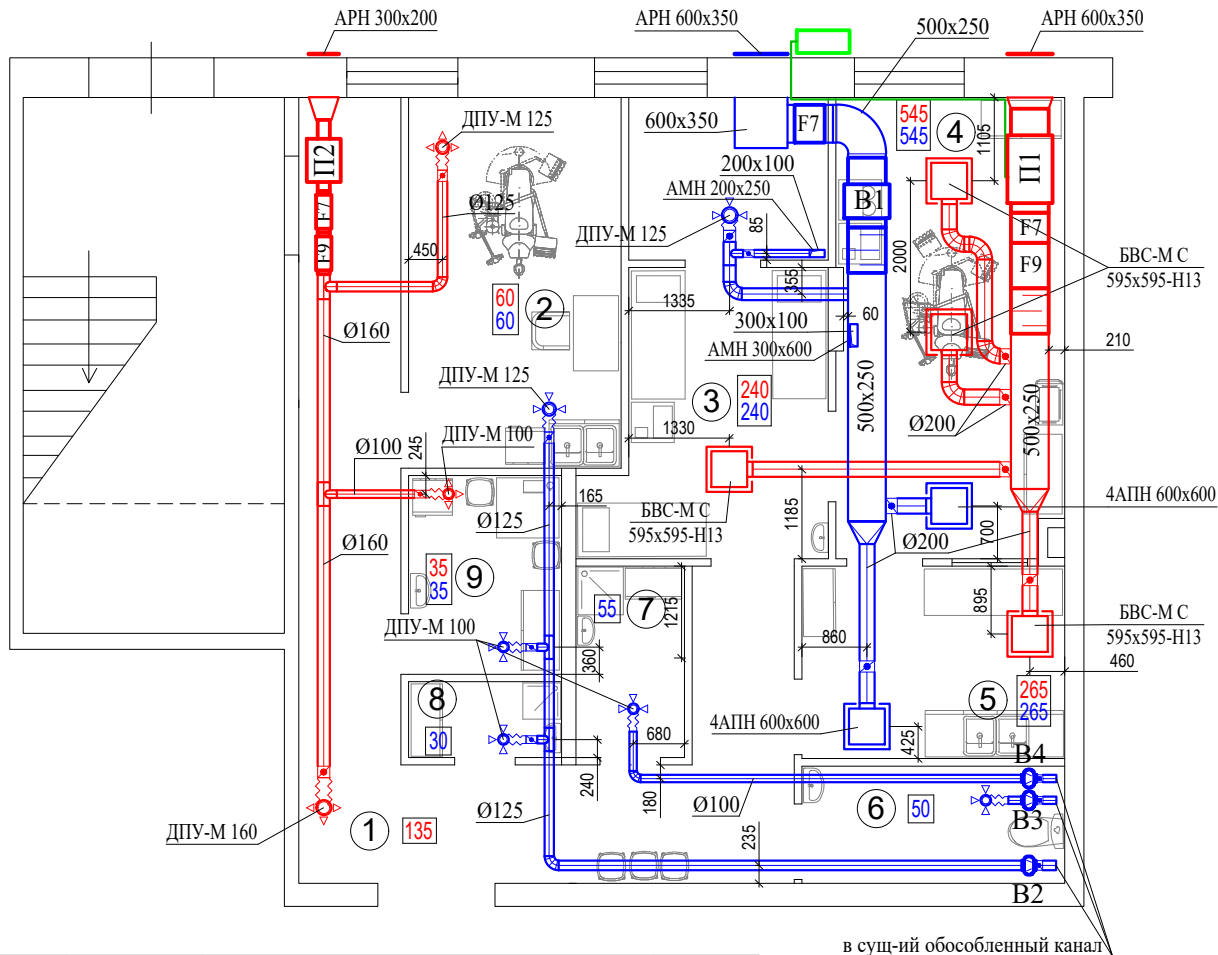 АРН 300x200
АРН 600x350
500x250
АРН 600x350
ДПУ-М 125
600x350
F7
545
545
4
1105
П2
200x100
АМН 200x250
П1
В1
F7
Ø125
ДПУ-М 125
85
F7
F9
450
2000
F9
БВС-М С
595x595-H13
355
60
60
2
1335
60
300x100
АМН 300x600
Ø160
210
ДПУ-М 125
3
240
240
500x250
500x250
Ø200
1330
ДПУ-М 100
Ø100
245
165
БВС-М С
595x595-H13
1185
4АПН 600x600
Ø125
Ø160
Ø200
700
35
35
9
55
7
1215
895
БВС-М С
595x595-H13
ДПУ-М 100
360
860
460
8
30
5
265
265
4АПН 600x600
425
680
240
180
Ø100
В4
В3
Ø125
6
50
ДПУ-М 160
1
135
235
В2
в сущ-ий обособленный канал